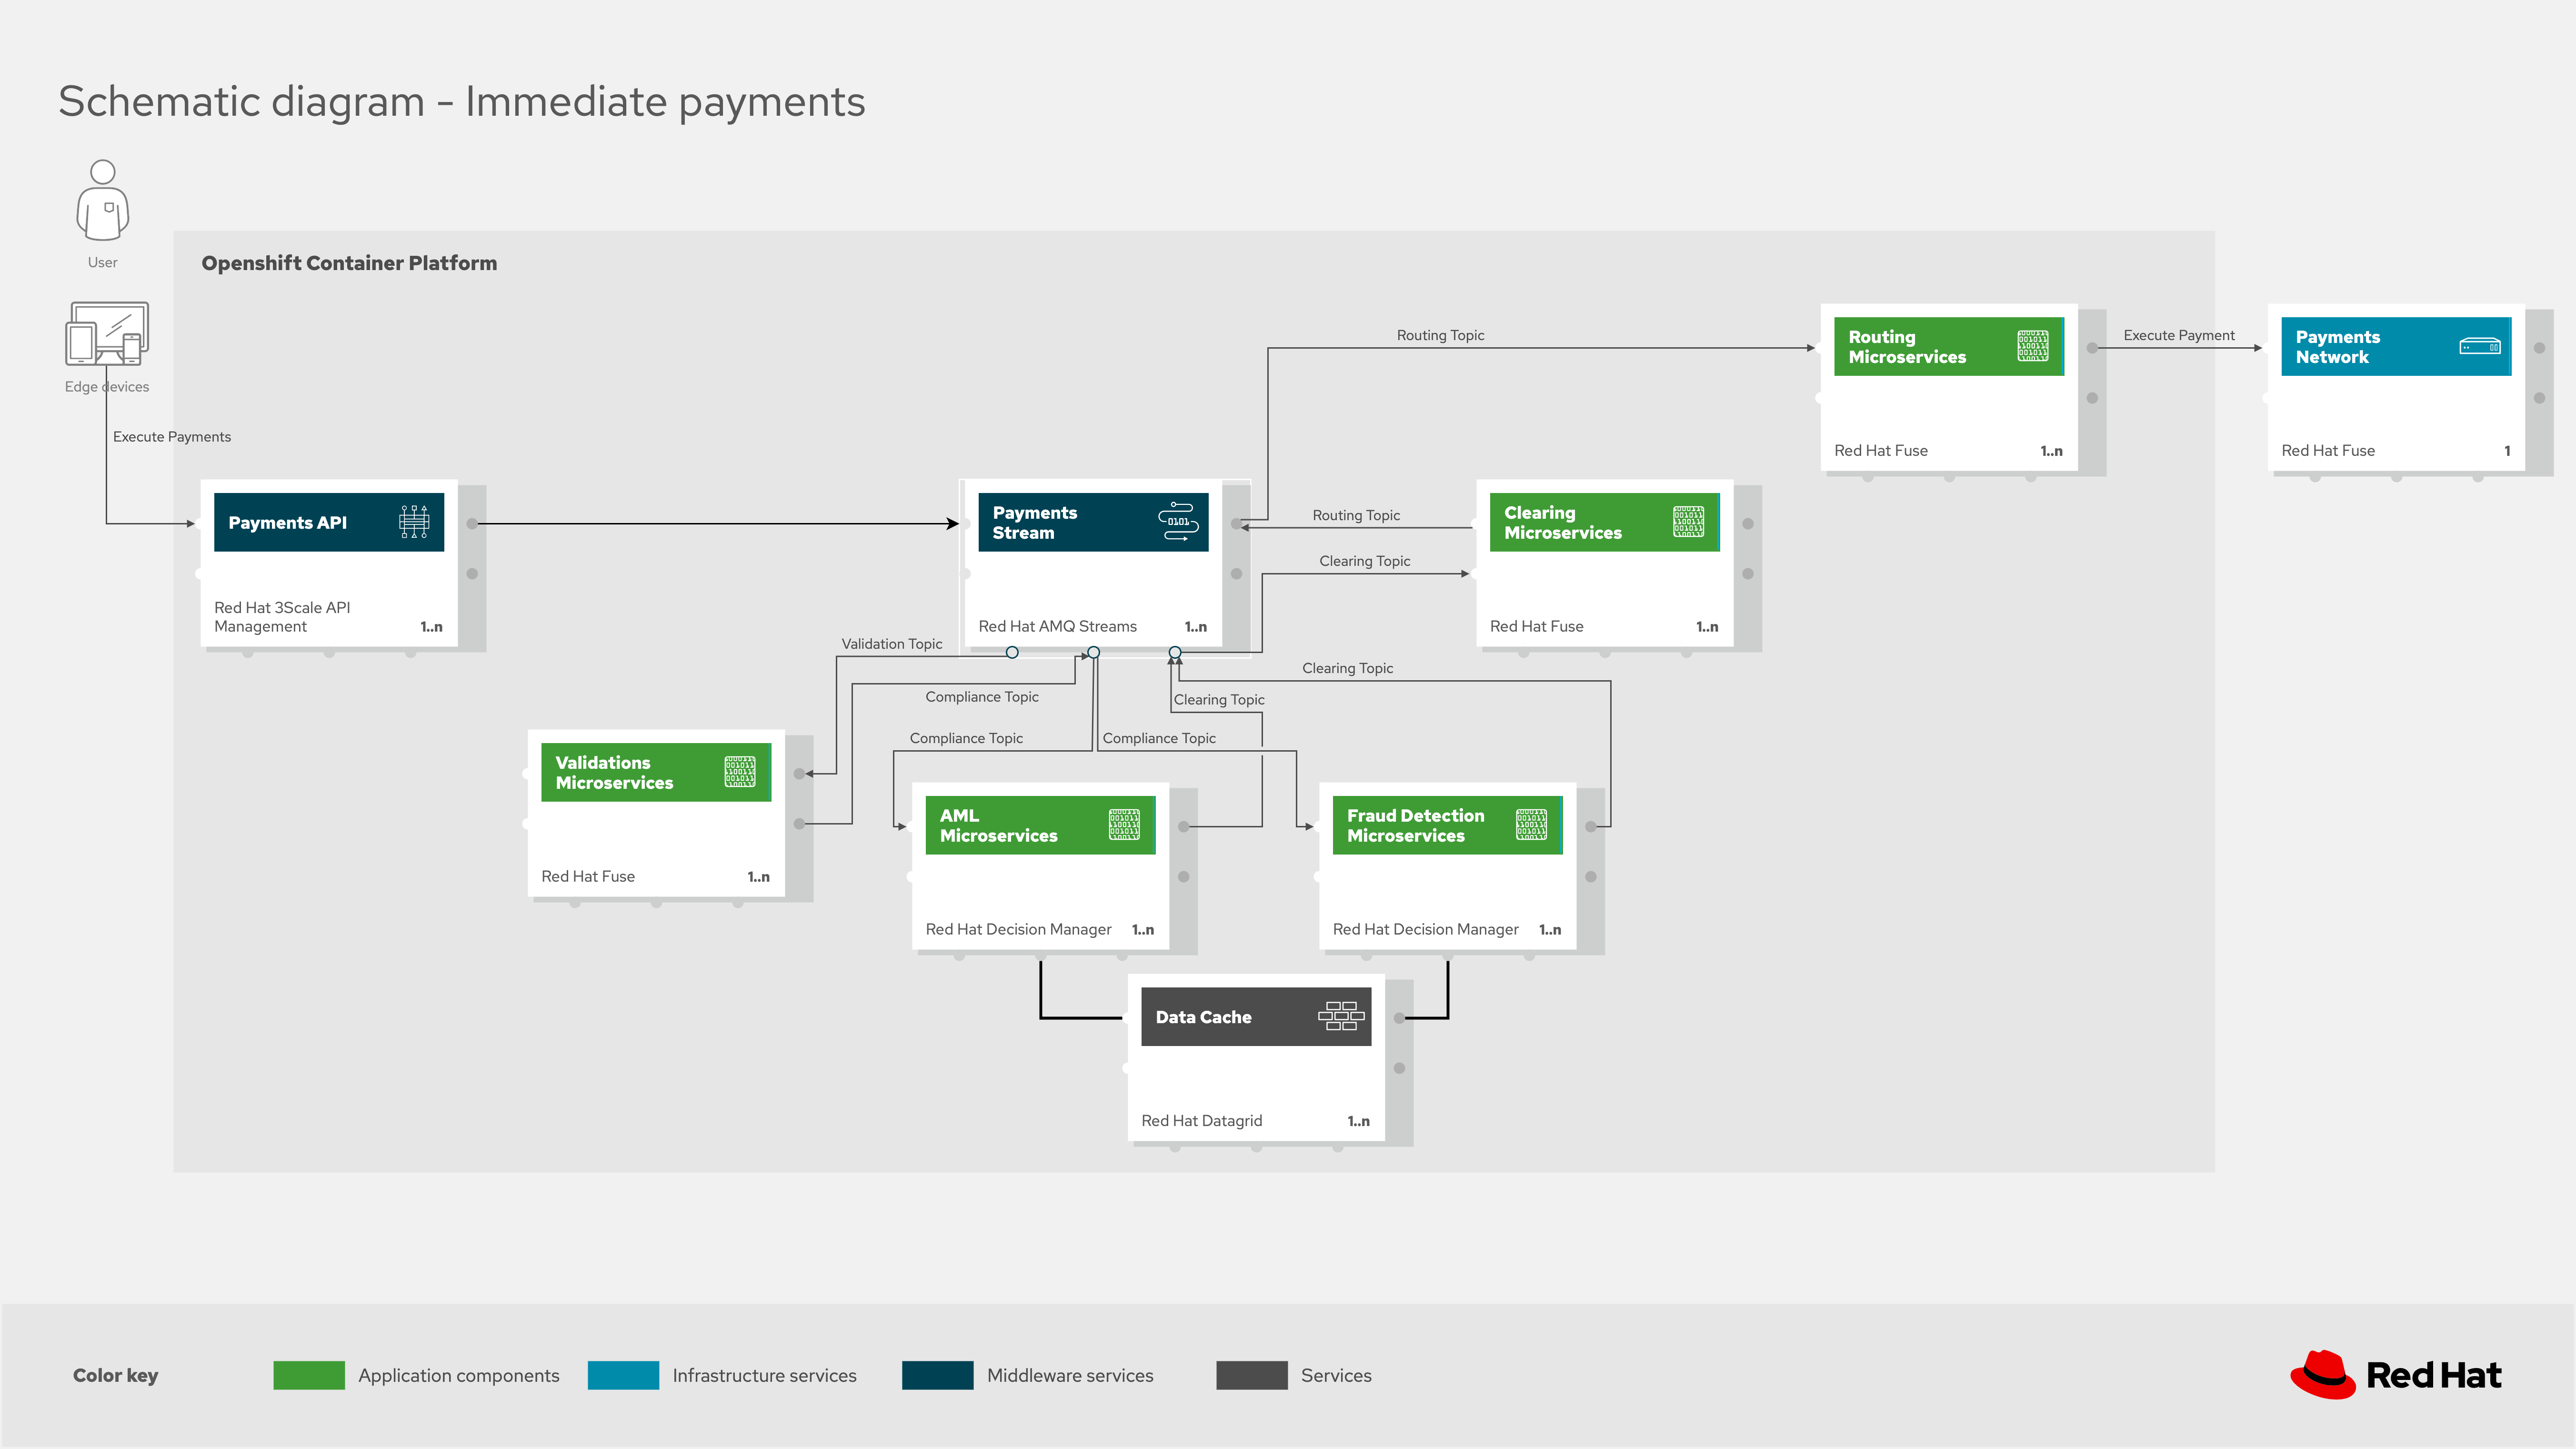 Schematic diagram - Immediate payments
User
Openshift Container Platform
Edge devices
Execute Payments
Routing Topic
Routing
Microservices
Red Hat Fuse
1..n
Execute Payment
Payments
Network
Red Hat Fuse
1
Payments API
Red Hat 3Scale API
Management
1..n
Payments
Stream
Red Hat AMQ Streams
1..n
Routing Topic
Clearing Topic
Clearing
Microservices
Red Hat Fuse
1..n
Validation Topic
Compliance Topic
Clearing Topic
Clearing Topic
Compliance Topic
Compliance Topic
Validations
Microservices
Red Hat Fuse
1..n
AML
Microservices
Red Hat Decision Manager
1..n
Fraud Detection
Microservices
Red Hat Decision Manager
1..n
Data Cache
Red Hat Datagrid
1..n
Color key
Application components
Infrastructure services
Middleware services
Services
Red Hat